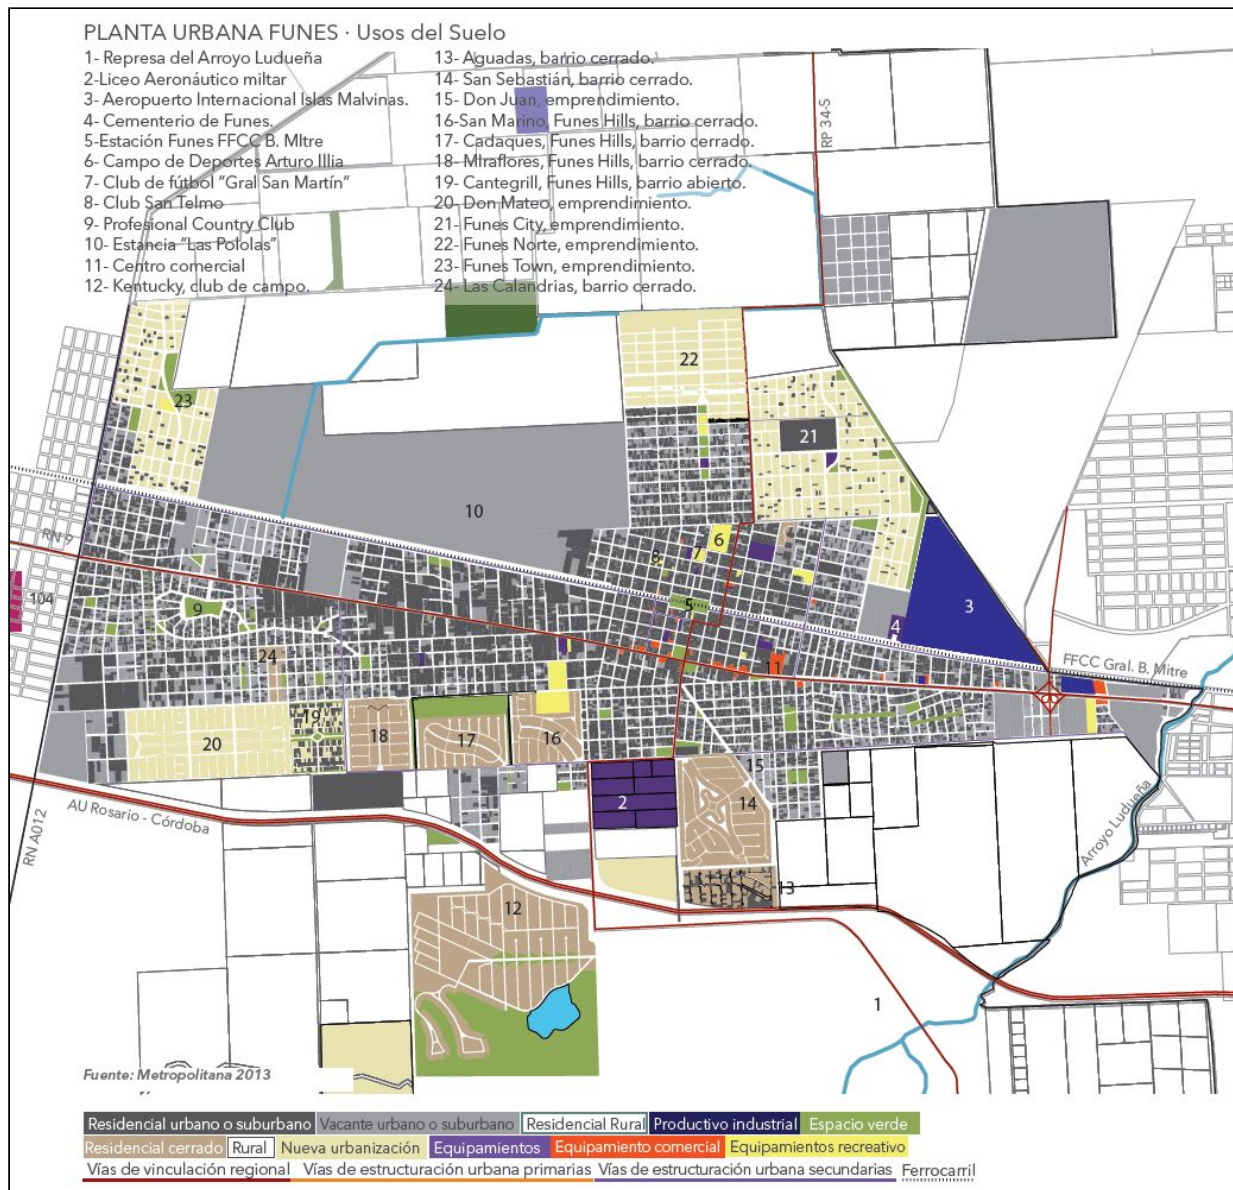 PLANTA URBANA FUNES · Usos del Suelo
1- Represa del Arroyo Ludueña
2-Liceo Aeronáutico miltar
3- Aeropuerto Internacional Islas Malvinas.
4- Cementerio de Funes.
5-Estación Funes FFCC B. MItre
6- Campo de Deportes Arturo Illia
7- Club de fútbol "Gral San Martín"
8- Club San Telmo
9- Profesional Country Club
10- Estancia "Las Pololas"
11- Centro comercial
12- Kentucky, club de campo.
13- Aguadas, barrio cerrado.
14- San Sebastián, barrio cerrado.
15- Don Juan, emprendimiento.
16-San Marino, Funes Hills, barrio cerrado.
17- Cadaques, Funes Hills, barrio cerrado.
18- MIraflores, Funes Hills, barrio cerrado.
19- Cantegrill, Funes Hills, barrio abierto.
20- Don Mateo, emprendimiento.
21- Funes City, emprendimiento.
22- Funes Norte, emprendimiento.
23- Funes Town, emprendimiento.
24- Las Calandrias, barrio cerrado.
RP 34-S
22
23
21
10
RN 9
6
7
8
104
9
5
3
4
11
FFCC Gral. B. Mitre
24
19
20
18
17
16
15
2
14
AU Rosario - Córdoba
RN A012
Arroyo Ludueña
13
12
1
Fuente: Metropolitana 2013
Residencial urbano o suburbano Vacante urbano o suburbano Residencial Rural Productivo industrial Espacio verde
Residencial cerrado Rural Nueva urbanización Equipamientos Equipamiento comercial Equipamientos recreativo
Vías de vinculación regional Vías de estructuración urbana primarias Vías de estructuración urbana secundarias Ferrocarril